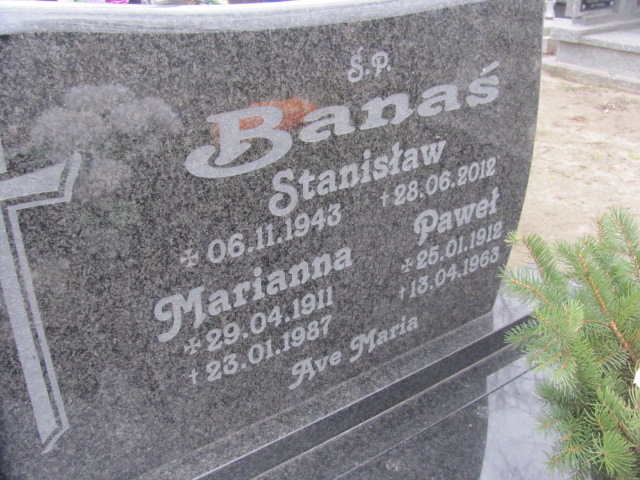 Ś.P.
Banaś
Stanisław
✠ 06.11.1943 † 28.06.2012
Marianna
✠ 29.04.1911
† 23.01.1987
Paweł
✠ 25.01.1912
† 13.04.1963
Ave Maria